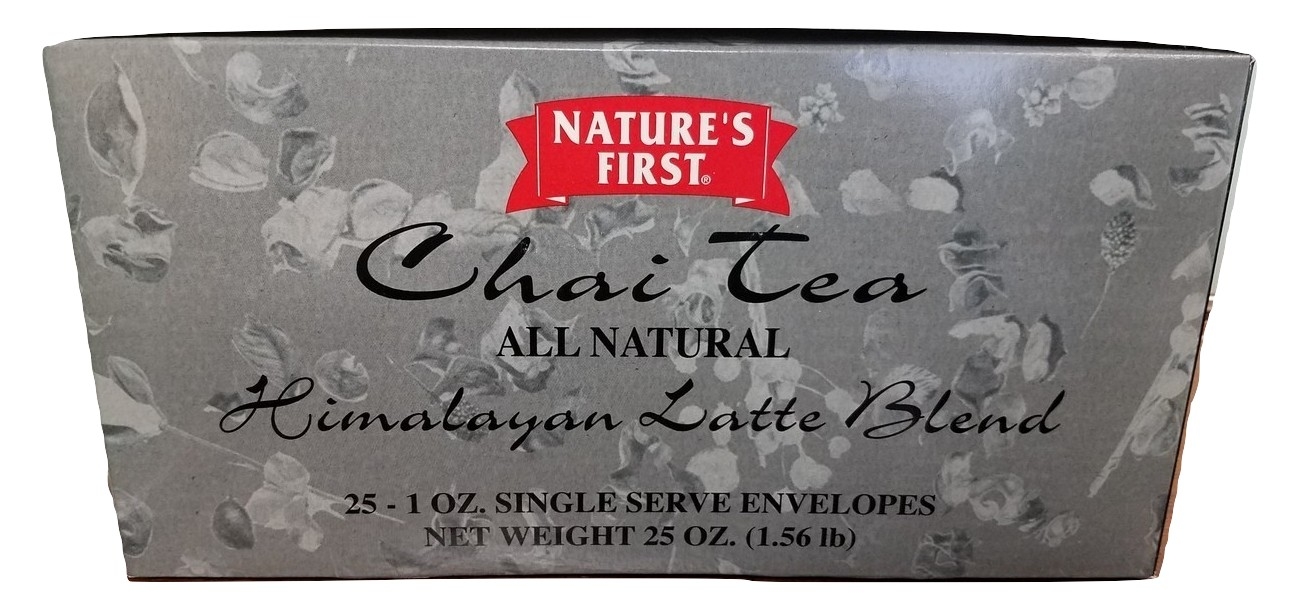 NATURE'S
FIRST®
Chai Tea
ALL NATURAL
Himalayan Latte Blend
25 - 1 OZ. SINGLE SERVE ENVELOPES
NET WEIGHT 25 OZ. (1.56 lb)